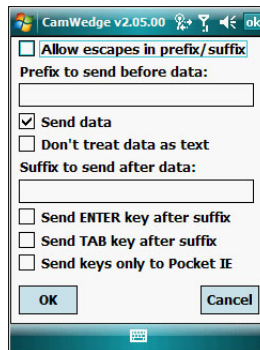 CamWedge v2.05.00 ok
Allow escapes in prefix/suffix
Prefix to send before data:
Send data
Don't treat data as text
Suffix to send after data:
Send ENTER key after suffix
Send TAB key after suffix
Send keys only to Pocket IE
OK Cancel